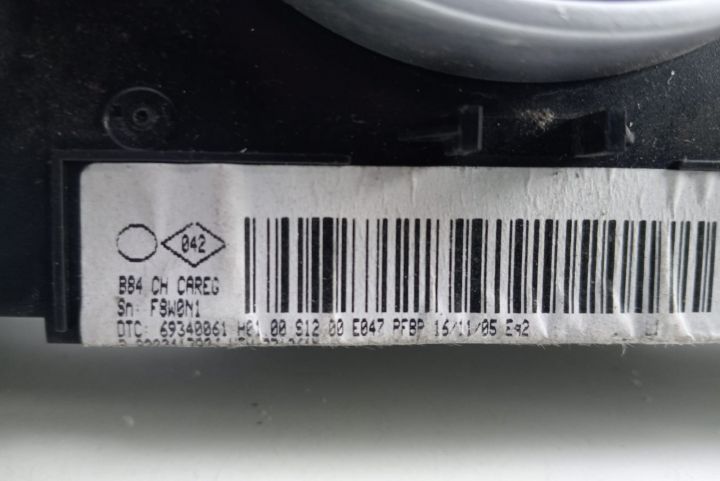 042
B84 CH CAREG
Sn: F8W0N1
DTC: 69340061 H01 00 S12 00 E047 PFBP 16/11/05 Eq2